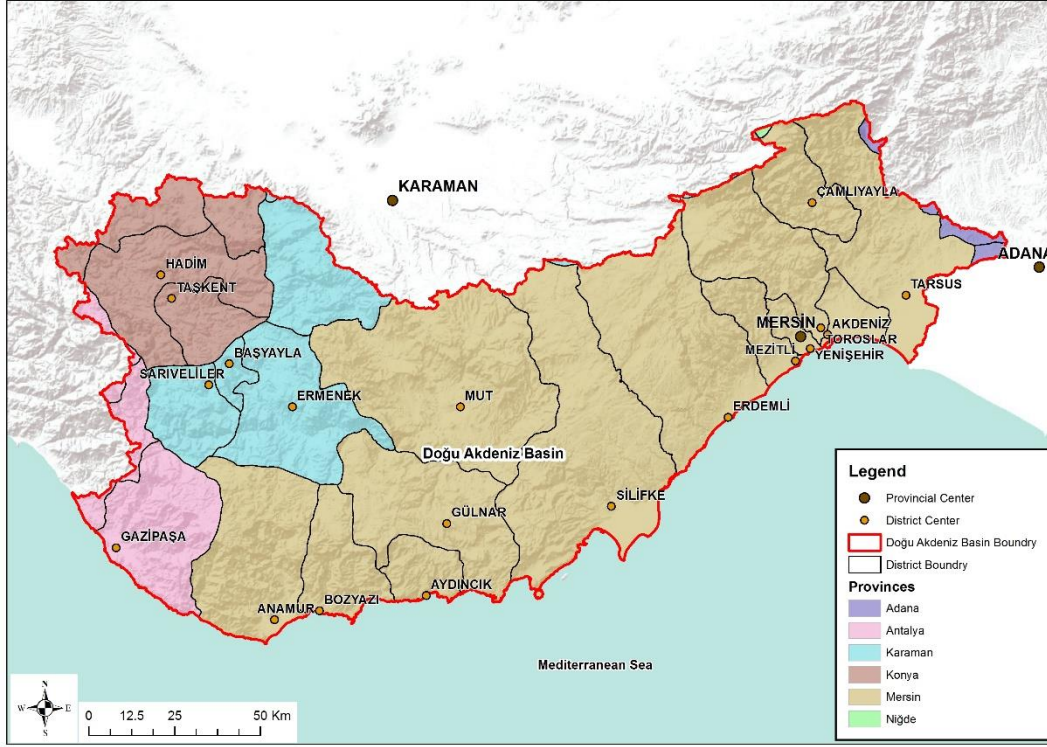 KARAMAN
ÇAMLIYAYLA
ADANA
HADİM
TAŞKENT
TARSUS
MERSİN
AKDENİZ
TOROSLAR
MEZİTLİ
YENİŞEHİR
BAŞYAYLA
SARIVELİLER
ERMENEK
MUT
ERDEMLİ
Doğu Akdeniz Basin
SİLİFKE
GÜLNAR
GAZİPAŞA
AYDINCIK
ANAMUR
BOZYAZI
Mediterranean Sea
N
W
E
S
0 12.5 25 50 Km
Legend
Provincial Center
District Center
Doğu Akdeniz Basin Boundry
District Boundry
Provinces
Adana
Antalya
Karaman
Konya
Mersin
Niğde